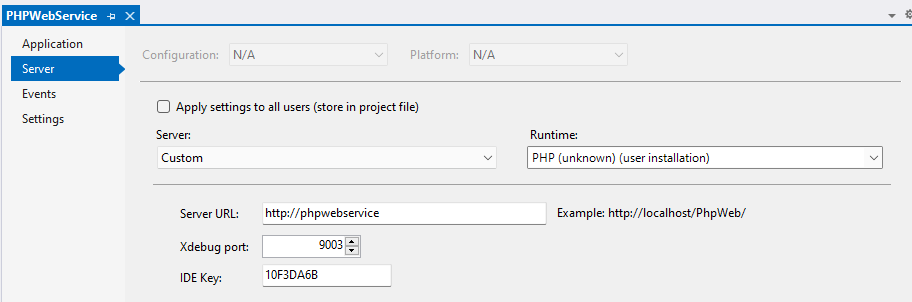 PHPWebService
Application
Server
Events
Settings
Configuration: N/A Platform: N/A
Apply settings to all users (store in project file)
Server: Runtime:
Custom PHP (unknown) (user installation)
Server URL: http://phpwebservice Example: http://localhost/PhpWeb/
Xdebug port: 9003
IDE Key: 10F3DA6B